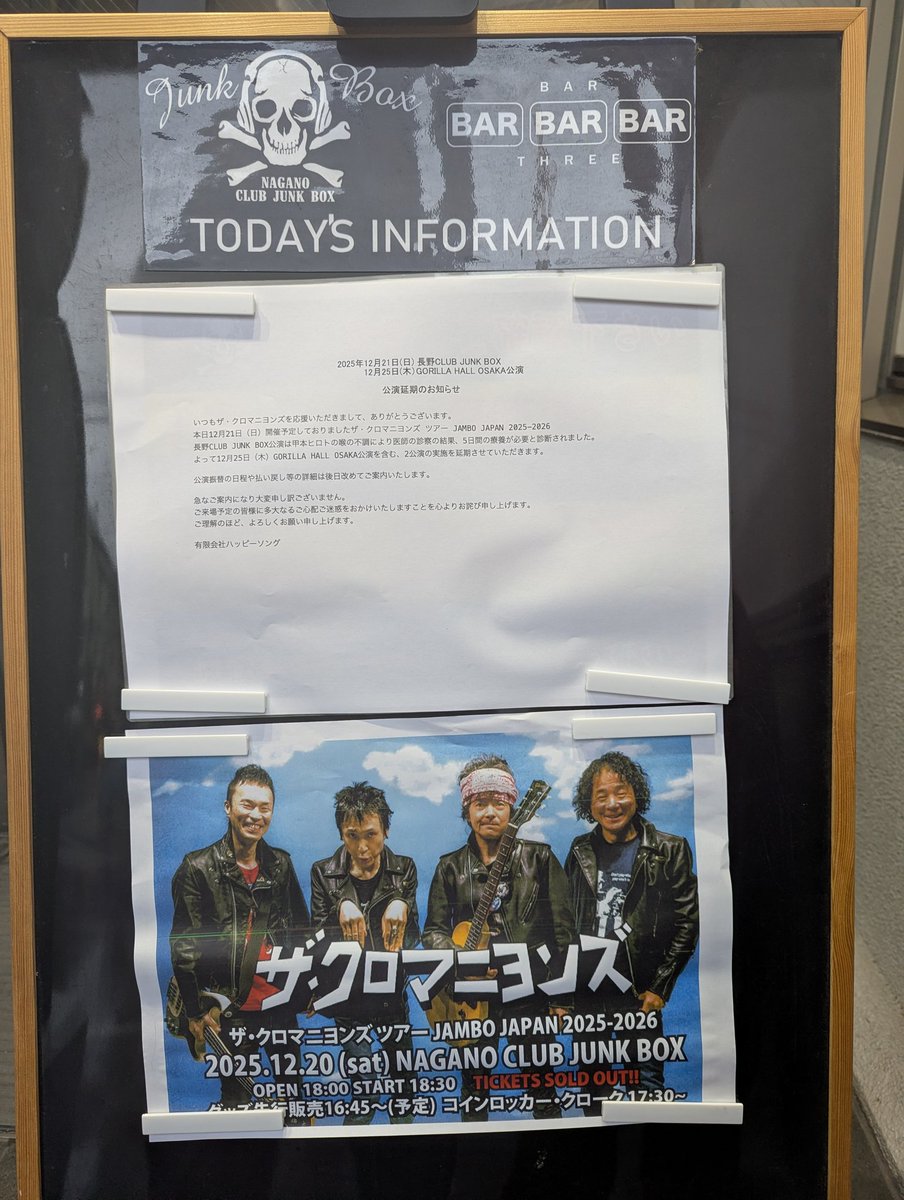 Junk Box
NAGANO
CLUB JUNK BOX
BAR
BAR BAR BAR
THREE
TODAY'S INFORMATION
2025年12月21日(日) 長野CLUB JUNK BOX
12月25日(木) GORILLA HALL OSAKA公演
公演延期のお知らせ
いつもザ・クロマニヨンズを応援いただきまして、ありがとうございます。
本日12月21日（日）開催予定しておりましたザ・クロマニヨンズ ツアー JAMBO JAPAN 2025-2026
長野CLUB JUNK BOX公演は甲本ヒロトの喉の不調により医師の診察の結果、5日間の療養が必要と診断されました。
よって12月25日（木）GORILLA HALL OSAKA公演を含む、2公演の実施を延期させていただきます。
公演振替の日程や払い戻し等の詳細は後日改めてご案内いたします。
急なご案内になり大変申し訳ございません。
ご来場予定の皆様に多大なるご心配ご迷惑をおかけいたしますことを心よりお詫び申し上げます。
ご理解のほど、よろしくお願い申し上げます。
有限会社ハッピーソング
ザ・クロマニヨンズ
ザ・クロマニヨンズ ツアー JAMBO JAPAN 2025-2026
2025.12.20 (sat) NAGANO CLUB JUNK BOX
OPEN 18:00 START 18:30 TICKETS SOLD OUT!!
グッズ先行販売16:45～(予定) コインロッカー・クローク17:30～